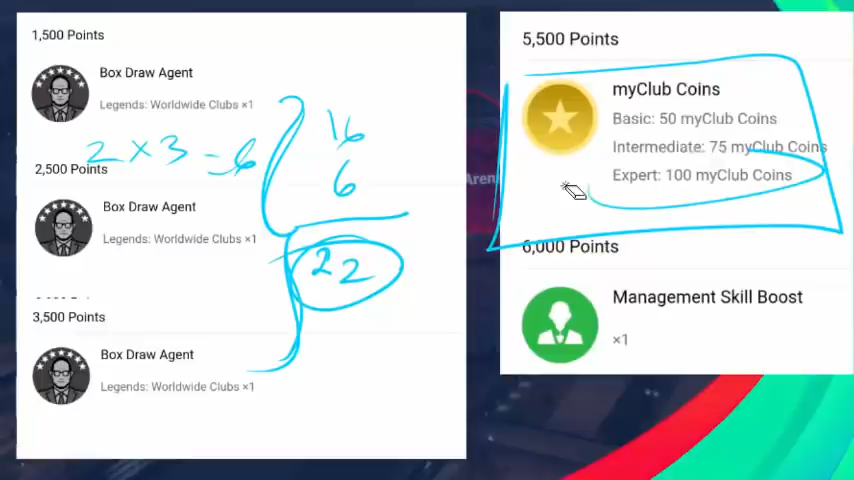 1,500 Points
Box Draw Agent
Legends: Worldwide Clubs ×1
2 × 3 = 6
16
6
22
2,500 Points
Box Draw Agent
Legends: Worldwide Clubs ×1
3,500 Points
Box Draw Agent
Legends: Worldwide Clubs ×1
Aren
5,500 Points
myClub Coins
Basic: 50 myClub Coins
Intermediate: 75 myClub Coins
Expert: 100 myClub Coins
6,000 Points
Management Skill Boost
×1